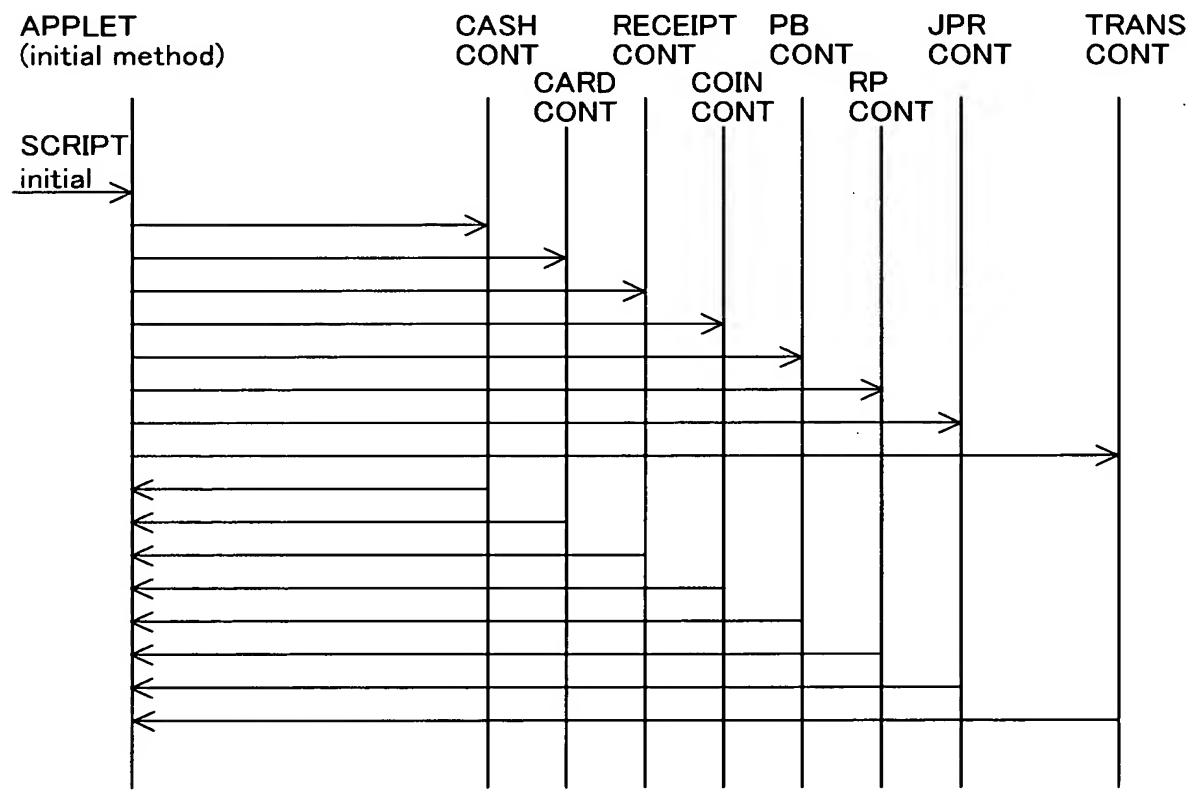 APPLET
(initial method)
CASH
CONT
CARD
CONT
RECEIPT
CONT
COIN
CONT
PB
CONT
RP
CONT
JPR
CONT
TRANS
CONT
SCRIPT
initial